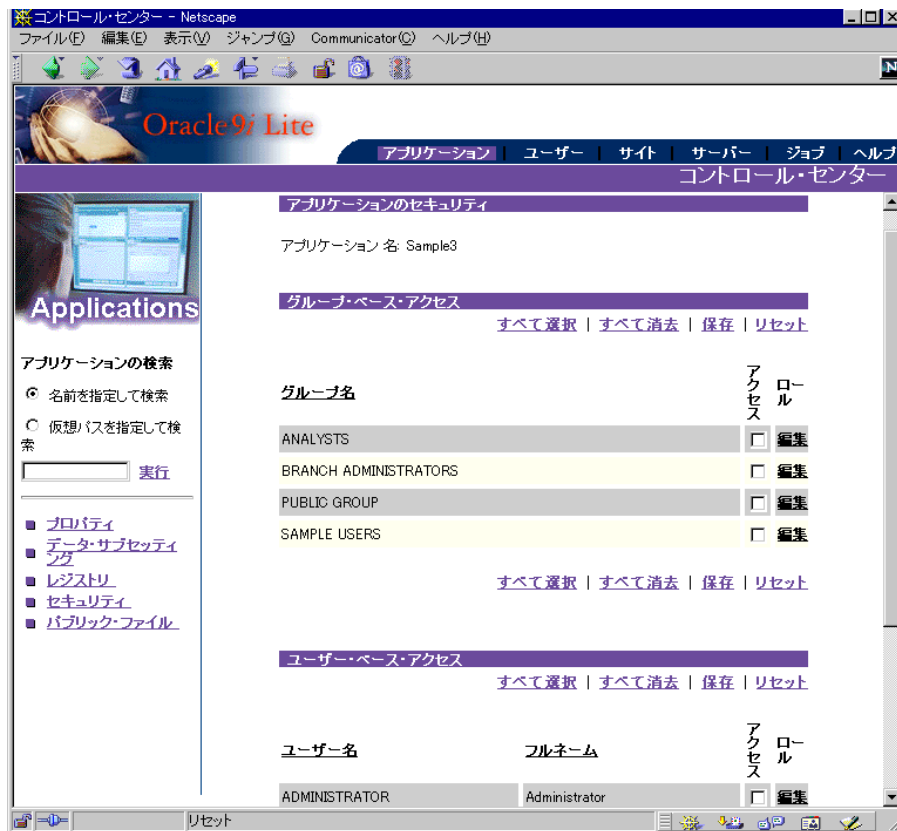 コントロール・センター - Netscape
ファイル(F) 編集(E) 表示(V) ジャンプ(G) Communicator(C) ヘルプ(H)
N
Oracle9i Lite
アプリケーション ユーザー サイト サーバー ジョブ ヘルプ
コントロール・センター
Applications
アプリケーションの検索
名前を指定して検索
仮想パスを指定して検
索
実行
プロパティ
データ・サブセッティ
ング
レジストリ
セキュリティ
パブリック・ファイル
アプリケーションのセキュリティ
アプリケーション 名: Sample3
グループ・ベース・アクセス
すべて選択 | すべて消去 | 保存 | リセット
グループ名 アクセス ロール
ANALYSTS 編集
BRANCH ADMINISTRATORS 編集
PUBLIC GROUP 編集
SAMPLE USERS 編集
すべて選択 | すべて消去 | 保存 | リセット
ユーザー・ベース・アクセス
すべて選択 | すべて消去 | 保存 | リセット
ユーザー名 フルネーム アクセス ロール
ADMINISTRATOR Administrator 編集
リセット